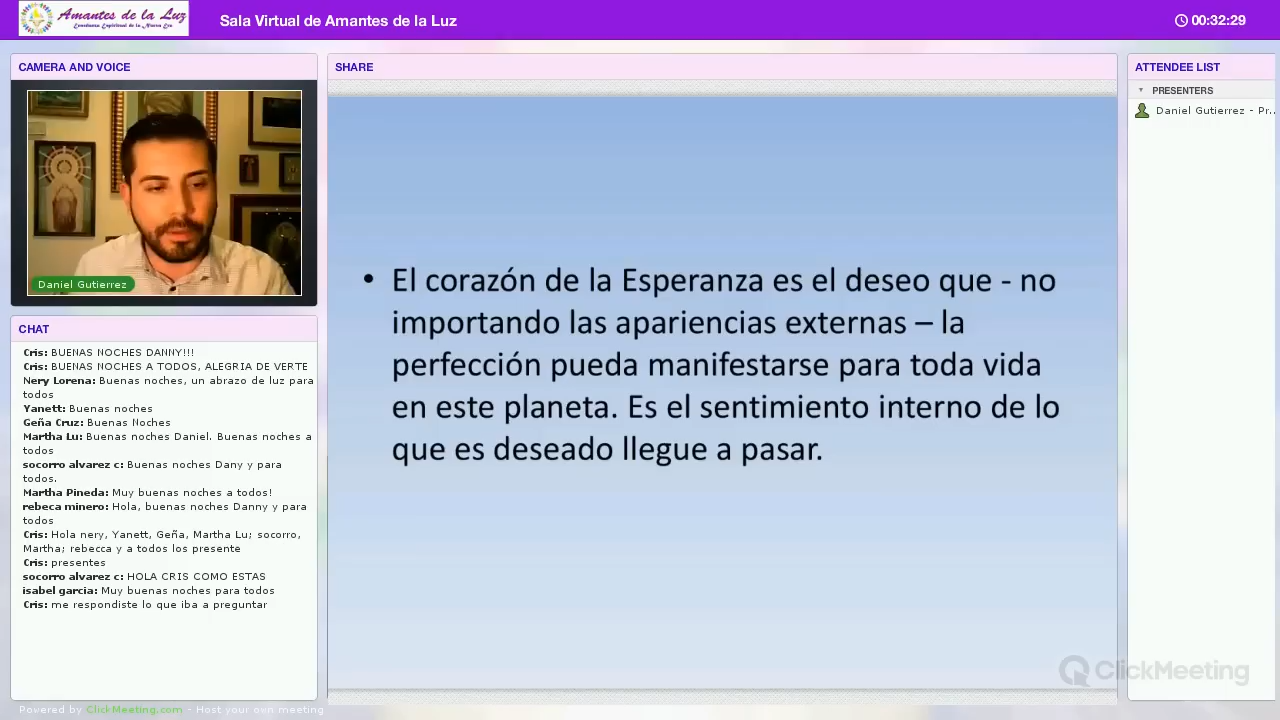 Amantes de la Luz
Enseñanza Espiritual de la Nueva Era
Sala Virtual de Amantes de la Luz
00:32:29
CAMERA AND VOICE
Daniel Gutierrez
CHAT
Cris: BUENAS NOCHES DANNY!!!
Cris: BUENAS NOCHES A TODOS, ALEGRIA DE VERTE
Nery Lorena: Buenas noches, un abrazo de luz para
todos
Yanett: Buenas noches
Geña Cruz: Buenas Noches
Martha Lu: Buenas noches Daniel. Buenas noches a
todos
socorro alvarez c: Buenas noches Dany y para
todos.
Martha Pineda: Muy buenas noches a todos!
rebeca minero: Hola, buenas noches Danny y para
todos
Cris: Hola nery, Yanett, Geña, Martha Lu; socorro,
Martha; rebecca y a todos los presente
Cris: presentes
socorro alvarez c: HOLA CRIS COMO ESTAS
isabel garcia: Muy buenas noches para todos
Cris: me respondiste lo que iba a preguntar
Powered by ClickMeeting.com - Host your own meeting
SHARE
• El corazón de la Esperanza es el deseo que - no
importando las apariencias externas – la
perfección pueda manifestarse para toda vida
en este planeta. Es el sentimiento interno de lo
que es deseado llegue a pasar.
ClickMeeting
ATTENDEE LIST
PRESENTERS
Daniel Gutierrez - Pr...